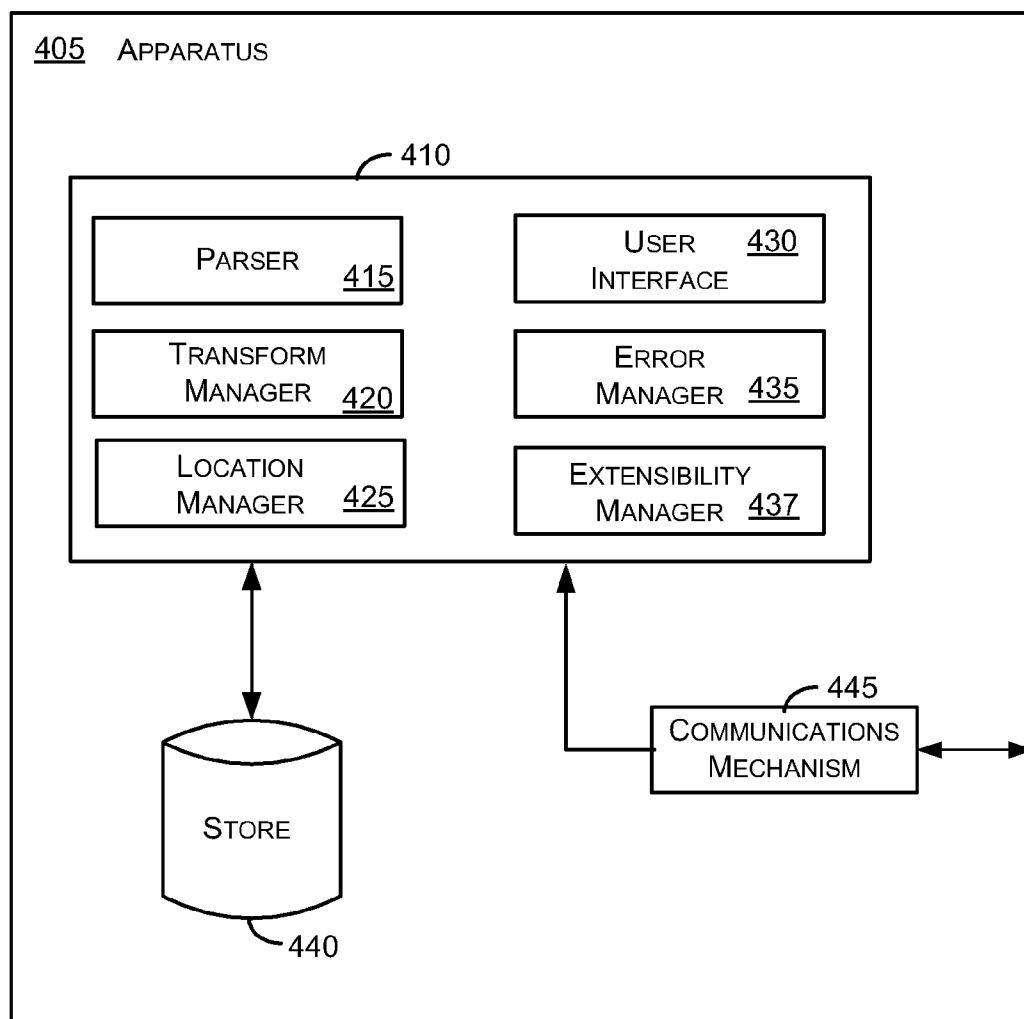 405 APPARATUS
410
PARSER
415
TRANSFORM
MANAGER 420
LOCATION
MANAGER 425
USER 430
INTERFACE
ERROR
MANAGER 435
EXTENSIBILITY
MANAGER 437
445
COMMUNICATIONS
MECHANISM
STORE
440